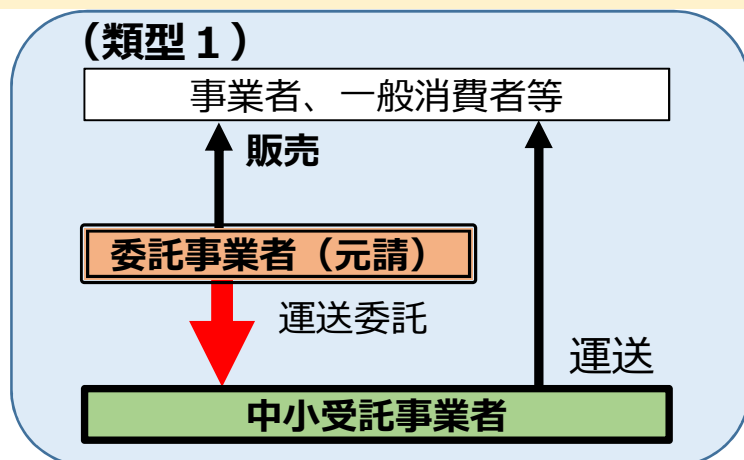 （類型１）
事業者、一般消費者等
販売
委託事業者（元請）
運送委託
運送
中小受託事業者